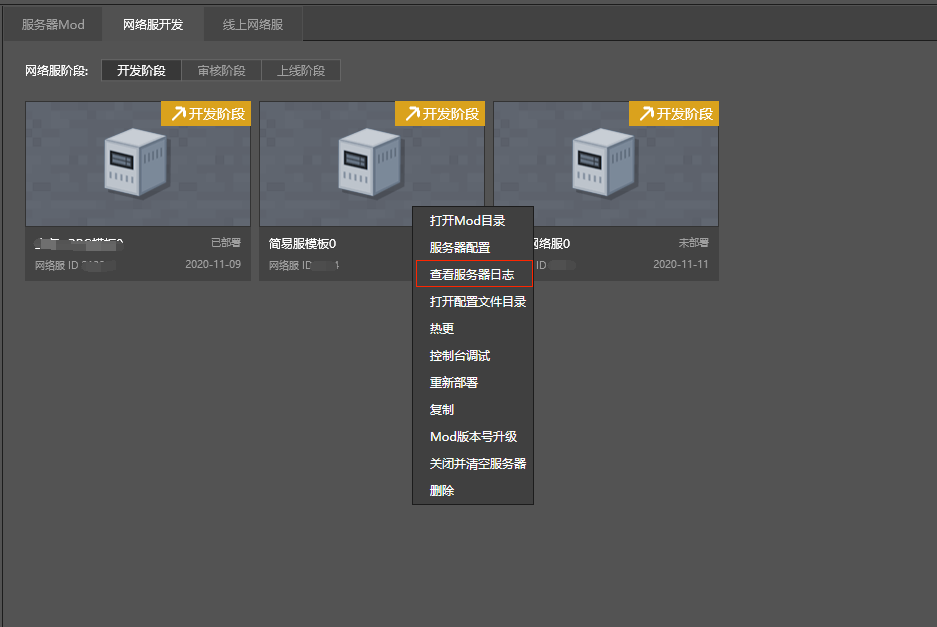 服务器Mod
网络服开发
线上网络服
网络服阶段:
开发阶段
审核阶段
上线阶段
开发阶段
开发阶段
开发阶段
已部署
网络服 ID
2020-11-09
简易服模板0
网络服 ID
网络服0
未部署
ID
2020-11-11
打开Mod目录
服务器配置
查看服务器日志
打开配置文件目录
热更
控制台调试
重新部署
复制
Mod版本号升级
关闭并清空服务器
删除